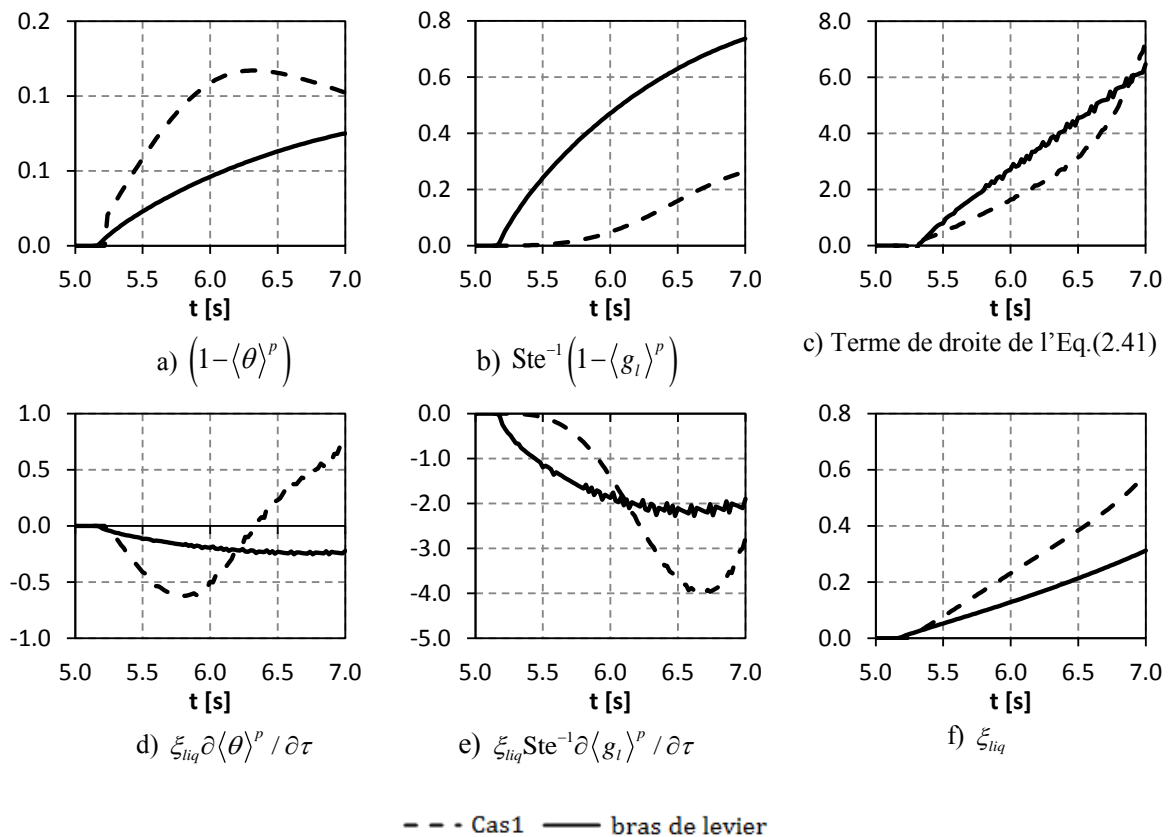 0.2
0.1
0.1
0.0
5.0 5.5 6.0 6.5 7.0
t [s]
a) (1−⟨θ⟩^p)
0.8
0.6
0.4
0.2
0.0
5.0 5.5 6.0 6.5 7.0
t [s]
b) Ste⁻¹(1−⟨g_l⟩^p)
8.0
6.0
4.0
2.0
0.0
5.0 5.5 6.0 6.5 7.0
t [s]
c) Terme de droite de l'Eq.(2.41)
1.0
0.5
0.0
-0.5
-1.0
5.0 5.5 6.0 6.5 7.0
t [s]
d) ξ_liq ∂⟨θ⟩^p / ∂τ
0.0
-1.0
-2.0
-3.0
-4.0
-5.0
5.0 5.5 6.0 6.5 7.0
t [s]
e) ξ_liq Ste⁻¹ ∂⟨g_l⟩^p / ∂τ
0.8
0.6
0.4
0.2
0.0
5.0 5.5 6.0 6.5 7.0
t [s]
f) ξ_liq
Cas1 bras de levier